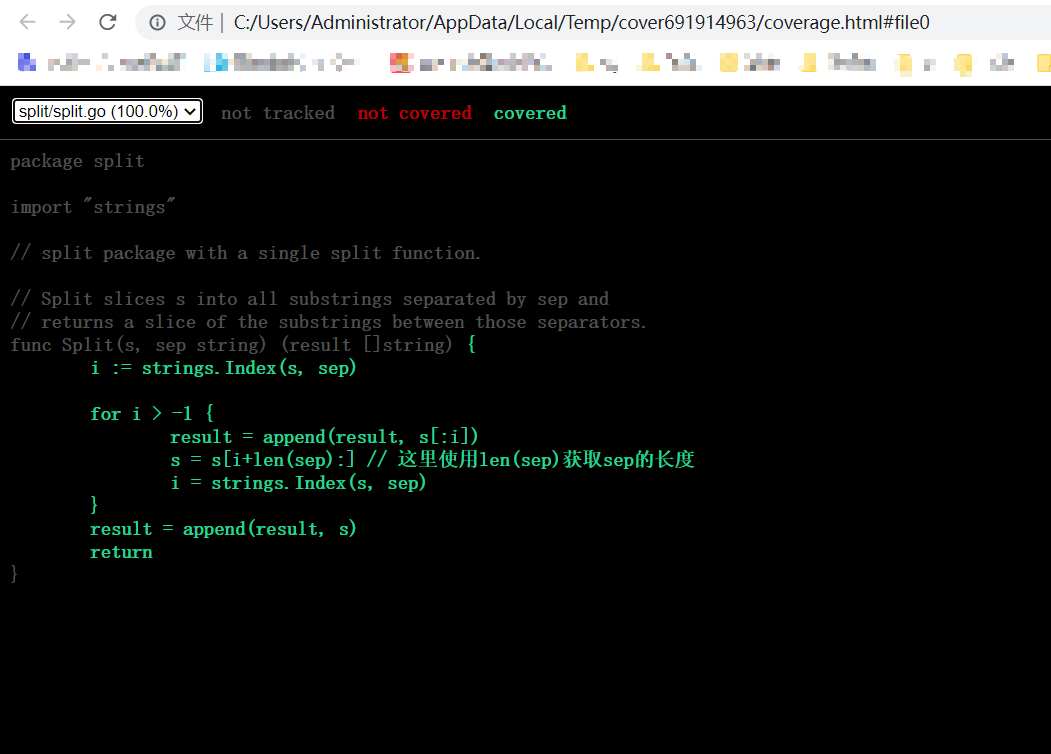 文件 | C:/Users/Administrator/AppData/Local/Temp/cover691914963/coverage.html#file0
split/split.go (100.0%) not tracked not covered covered
package split
import "strings"
// split package with a single split function.
// Split slices s into all substrings separated by sep and
// returns a slice of the substrings between those separators.
func Split(s, sep string) (result []string) {
i := strings.Index(s, sep)
for i > -1 {
result = append(result, s[:i])
s = s[i+len(sep):] // 这里使用len(sep)获取sep的长度
i = strings.Index(s, sep)
}
result = append(result, s)
return
}